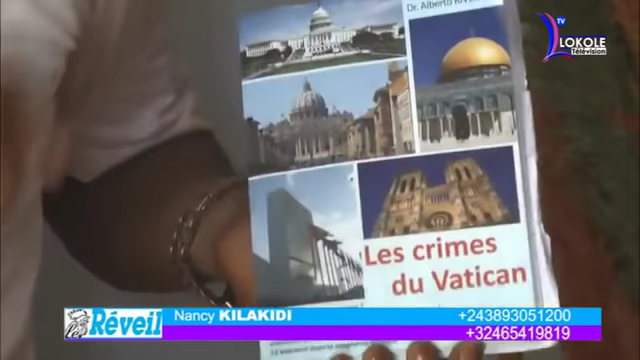 Dr. Alberto
TV
LOKOLE
Télévision
Les crimes
du Vatican
Réveil
Nancy KILAKIDI
+243893051200
+32465419819